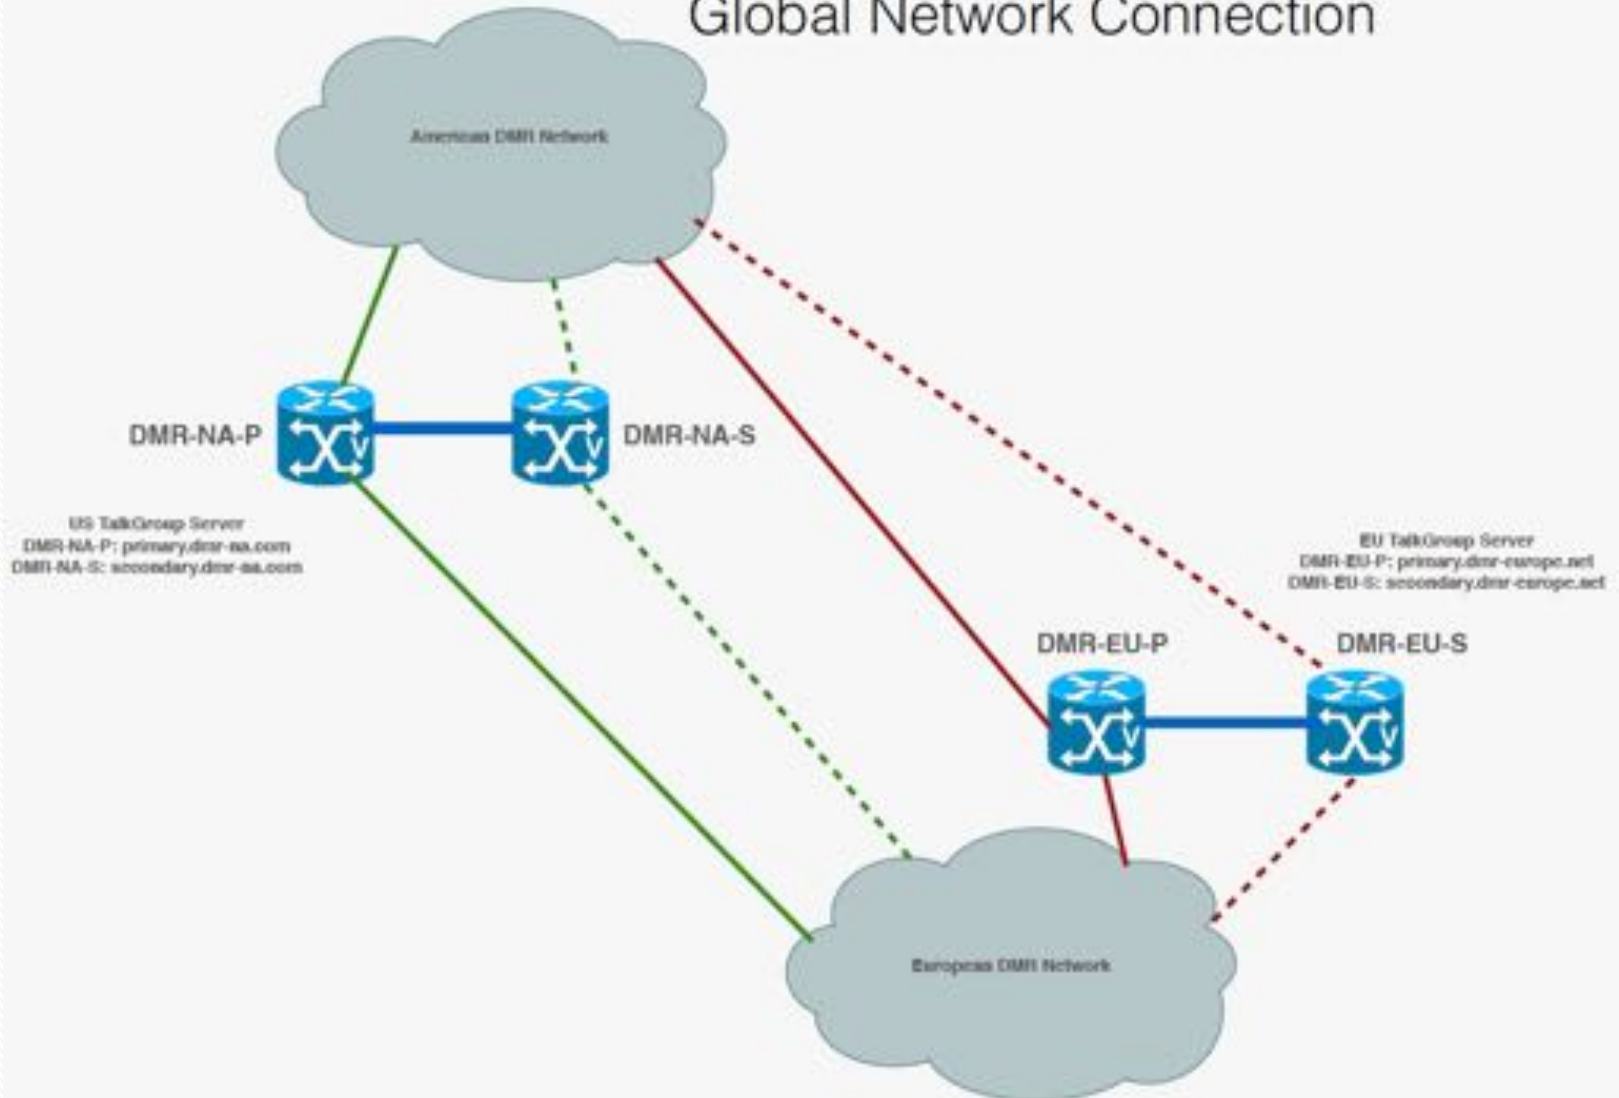 Global Network Connection
American DMR Network
DMR-NA-P
V
V
DMR-NA-S
US TalkGroup Server
DMR-NA-P: primary.dmr-na.com
DMR-NA-S: secondary.dmr-na.com
EU TalkGroup Server
DMR-EU-P: primary.dmr-europe.net
DMR-EU-S: secondary.dmr-europe.net
DMR-EU-P
DMR-EU-S
V
V
European DMR Network